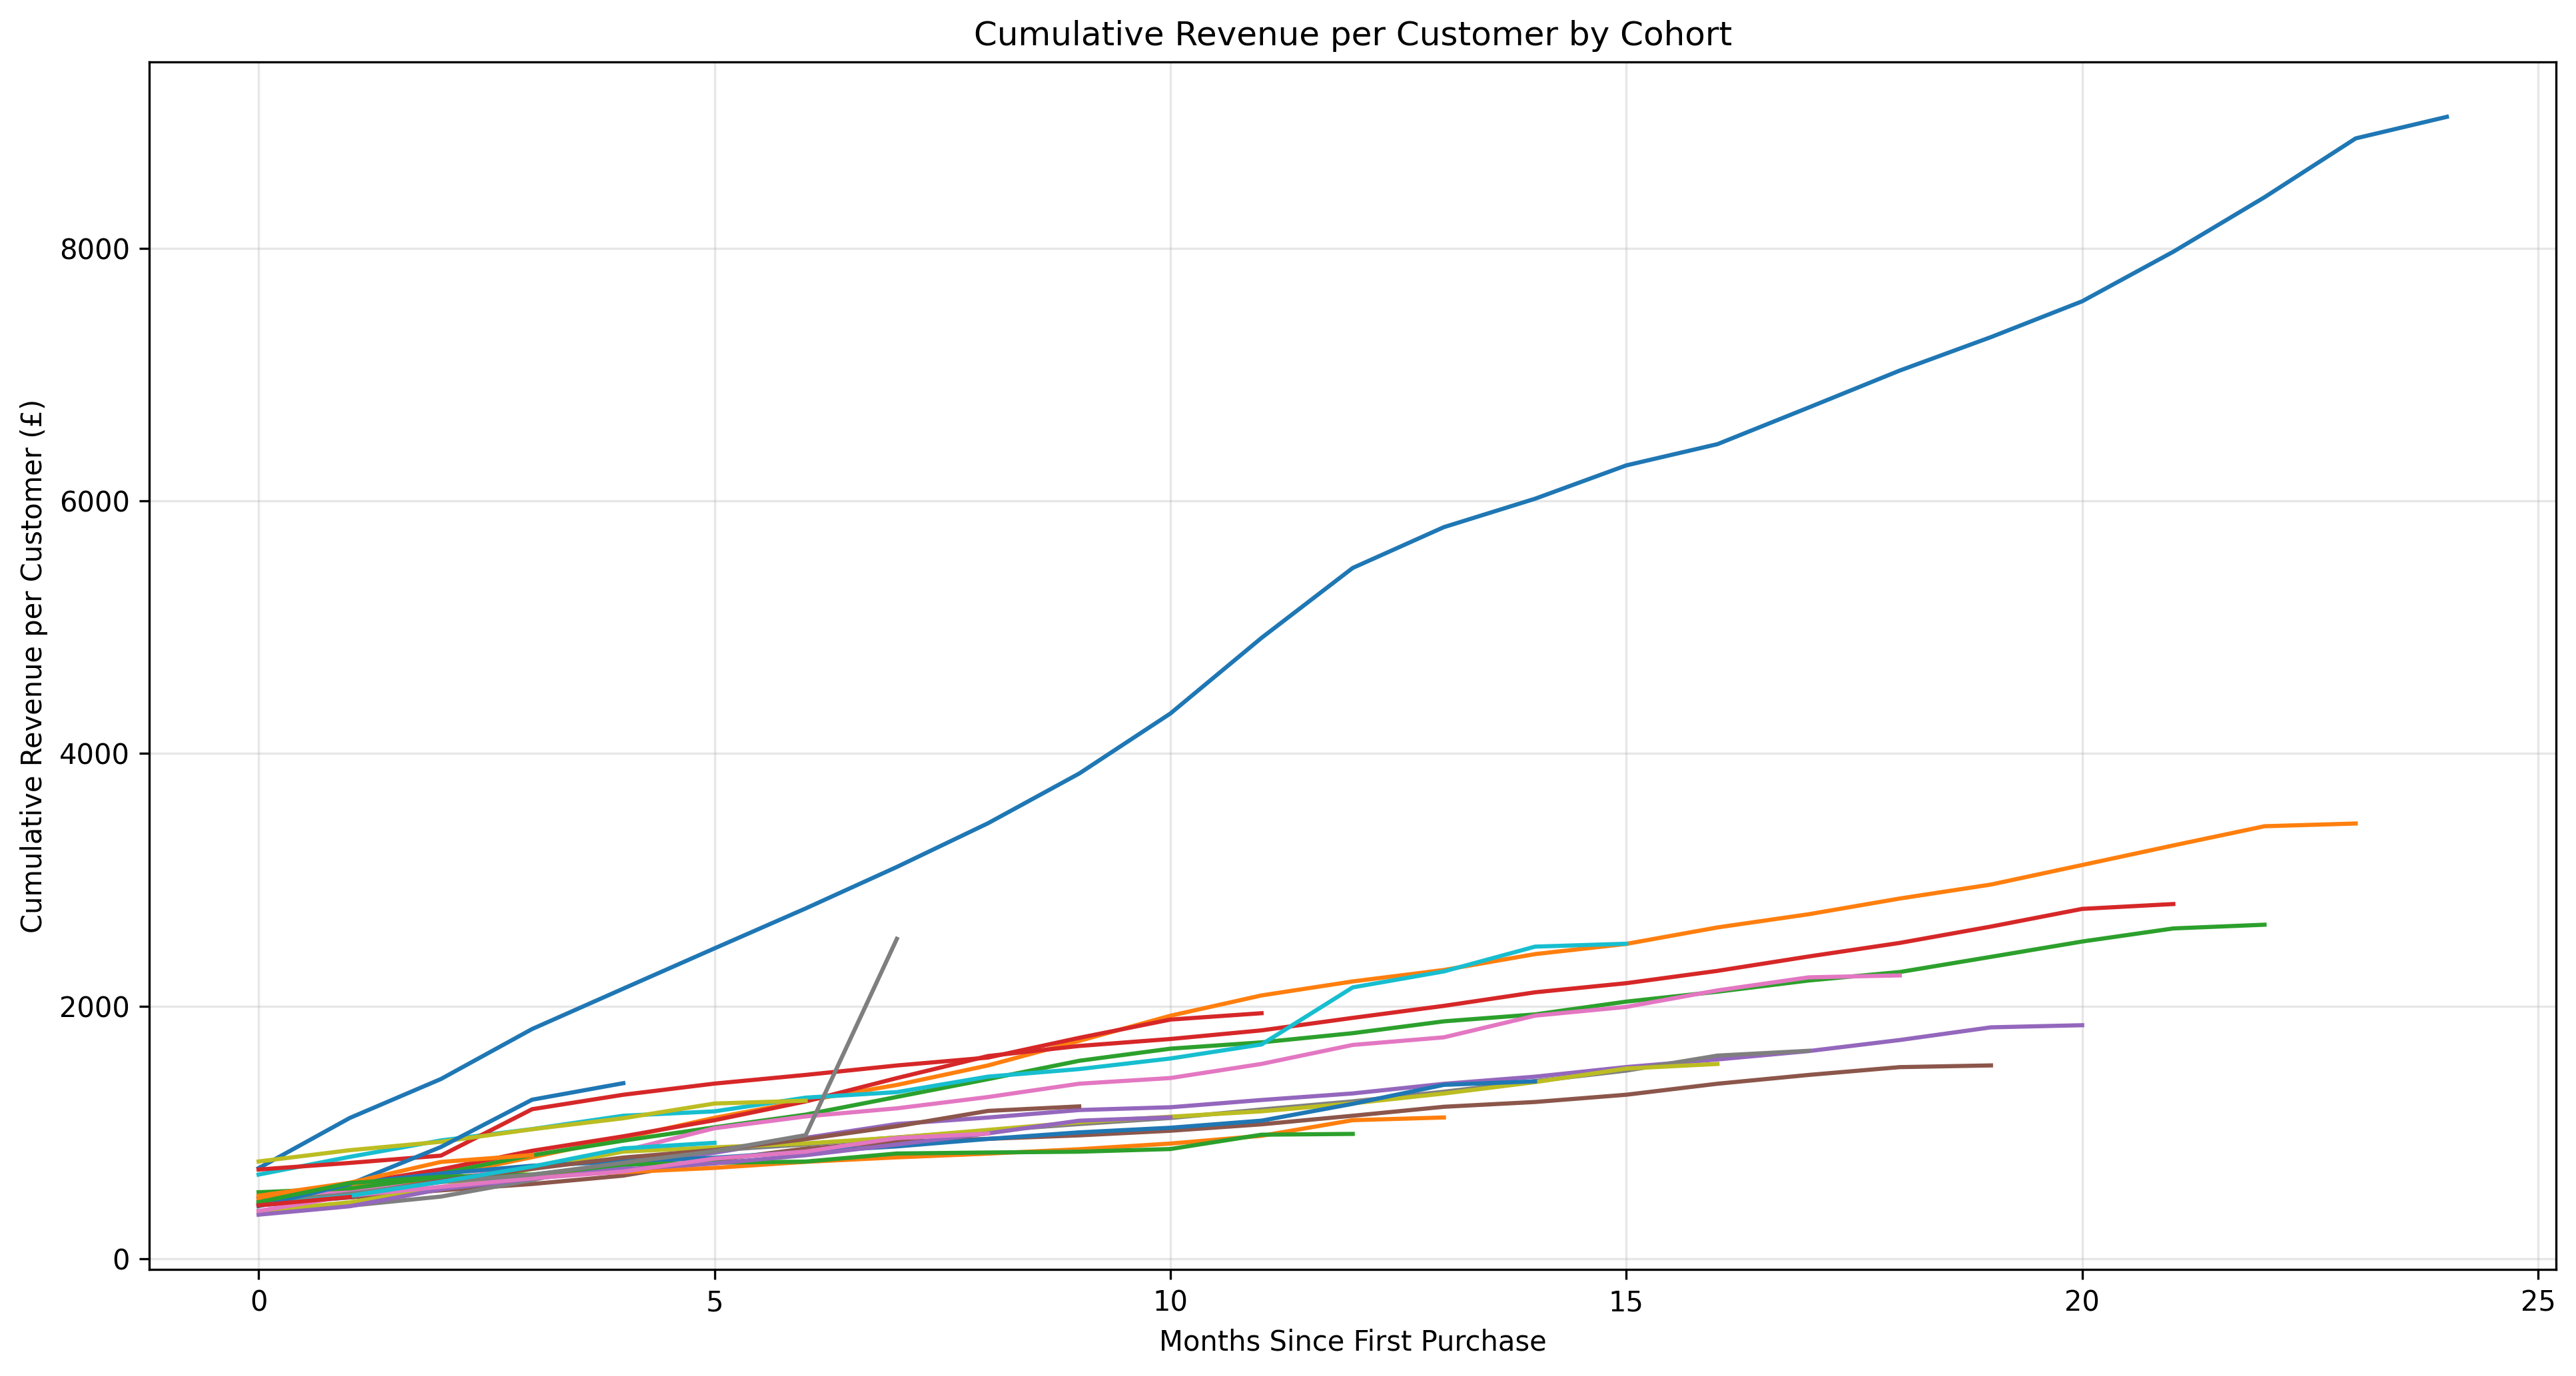 Cumulative Revenue per Customer by Cohort
Cumulative Revenue per Customer (£)
8000
6000
4000
2000
0
0 5 10 15 20 25
Months Since First Purchase